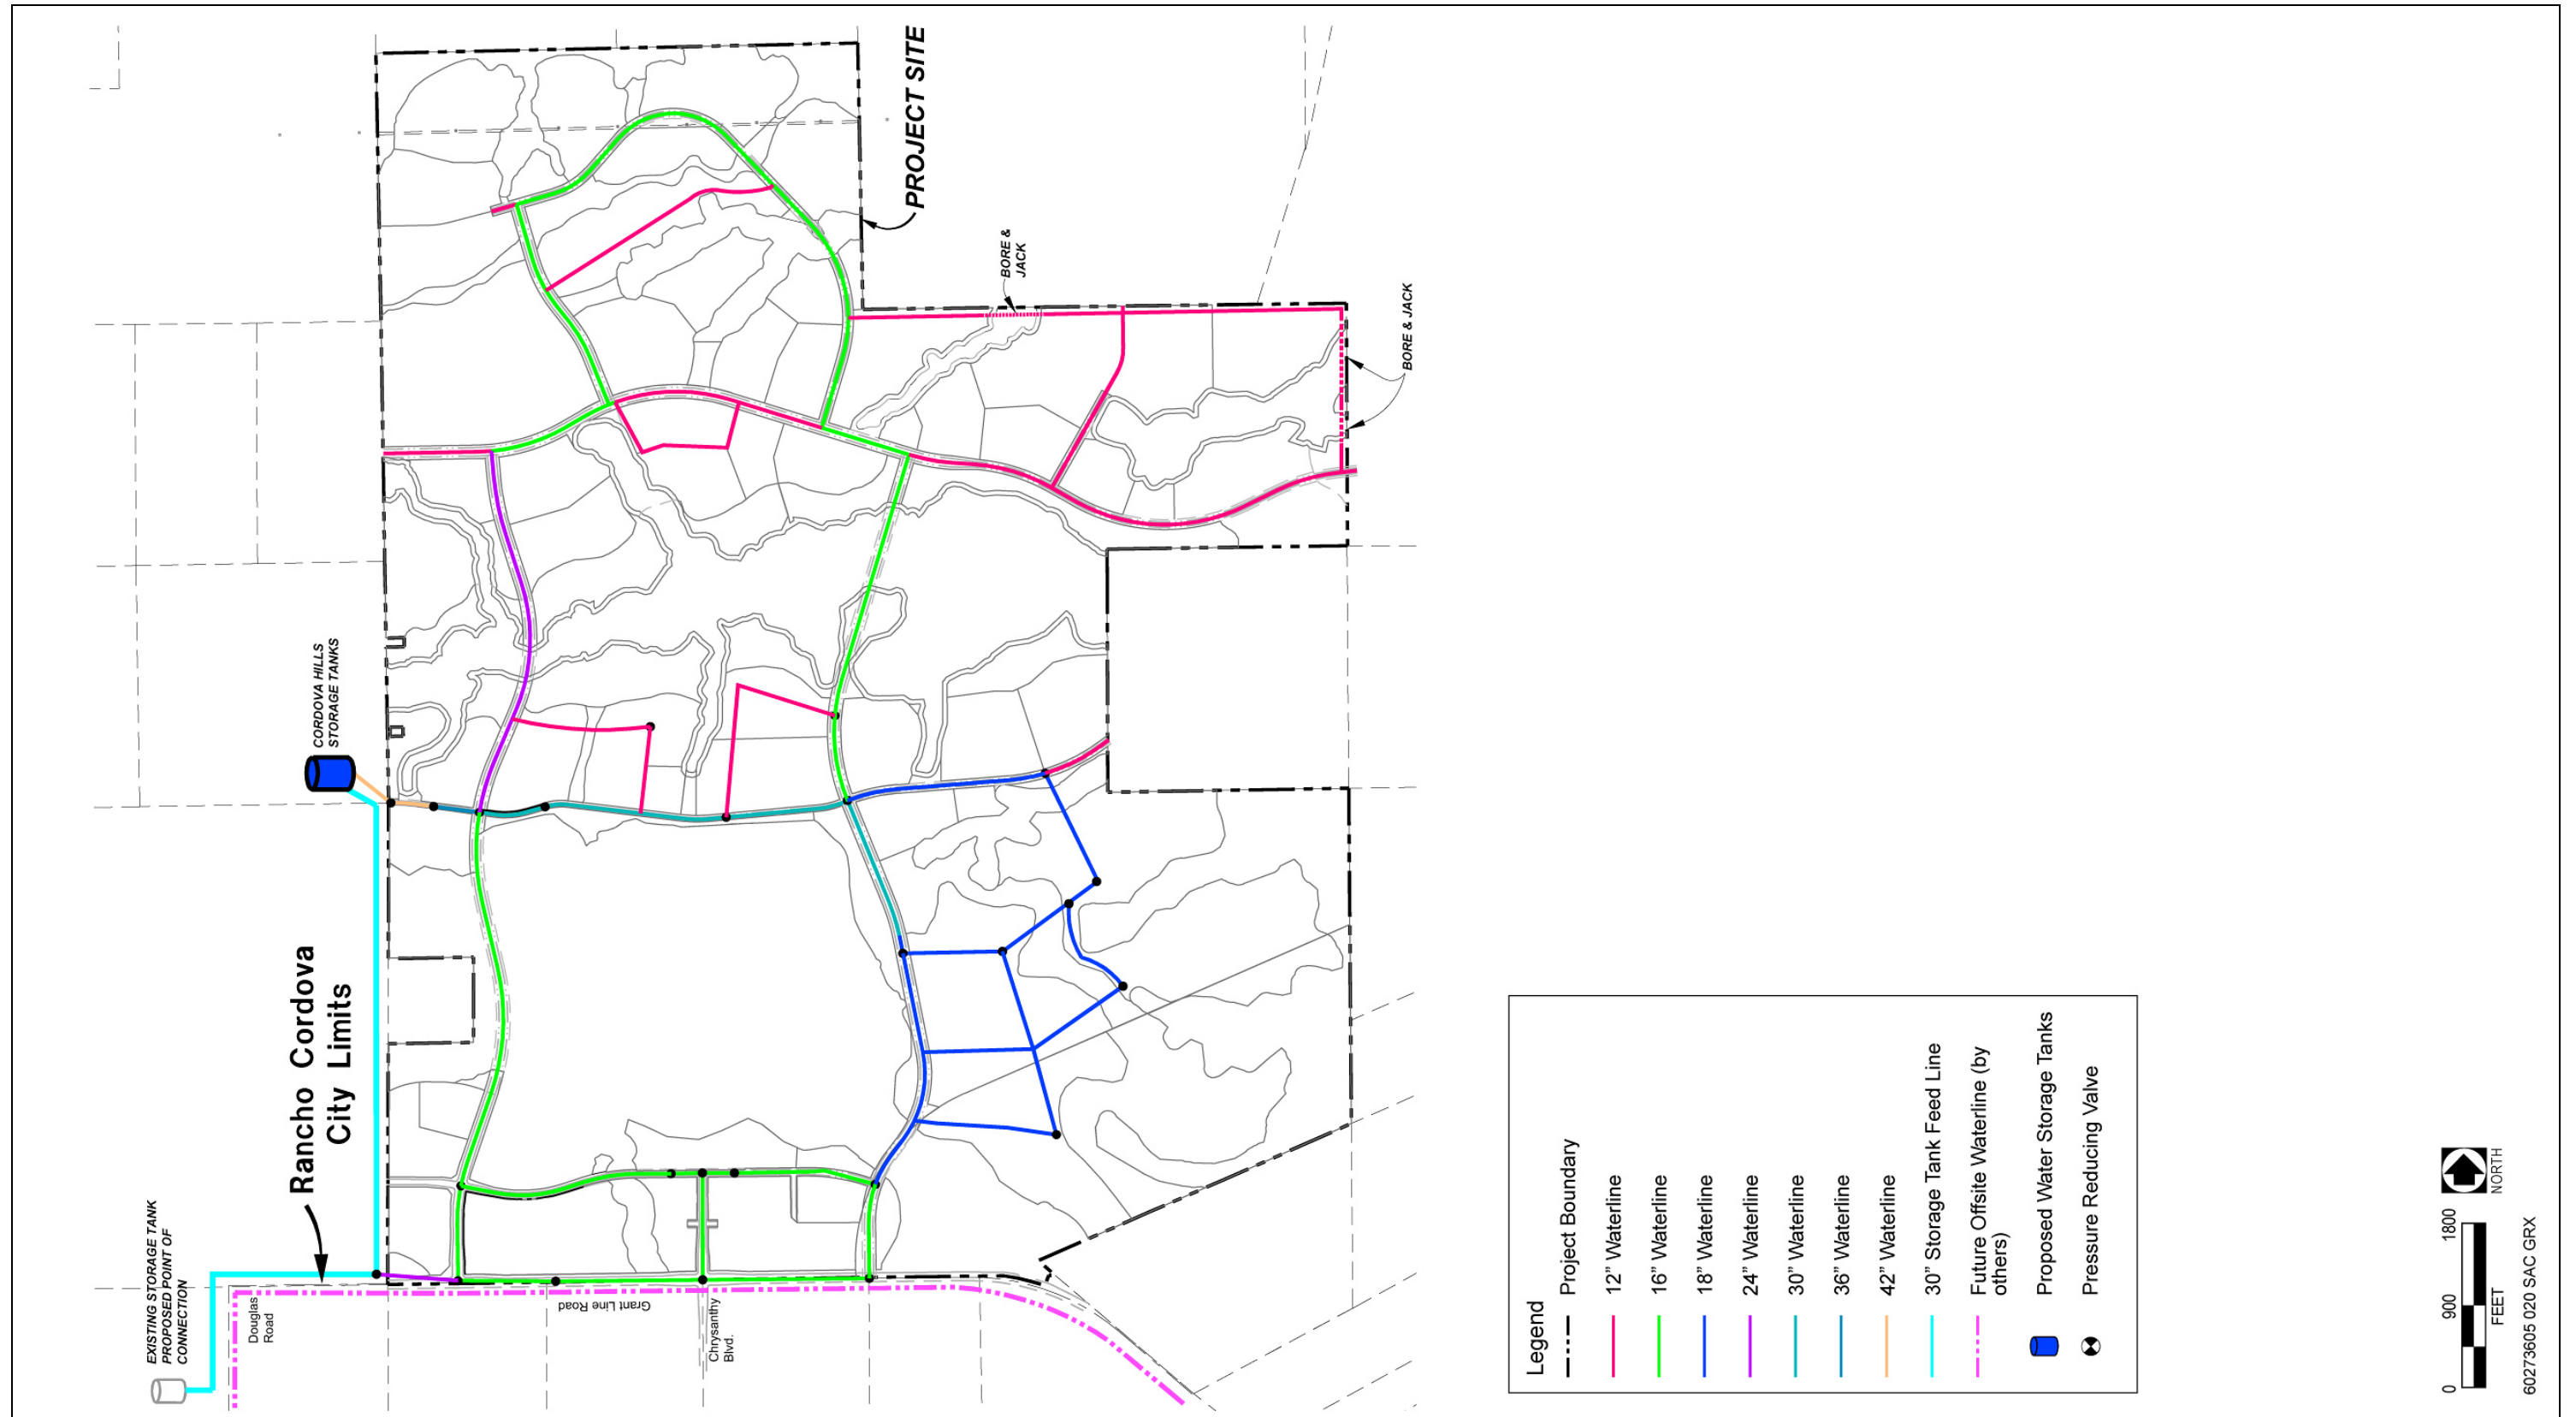 PROJECT SITE
BORE &
JACK
BORE & JACK
CORDOVA HILLS
STORAGE TANKS
Rancho Cordova
City Limits
EXISTING STORAGE TANK
PROPOSED POINT OF
CONNECTION
Douglas
Road
Grant Line Road
Chrysanthy
Blvd.
Legend
Project Boundary
12” Waterline
16” Waterline
18” Waterline
24” Waterline
30” Waterline
36” Waterline
42” Waterline
30” Storage Tank Feed Line
Future Offsite Waterline (by
others)
Proposed Water Storage Tanks
Pressure Reducing Valve
NORTH
0 900 1800
FEET
60273605 020 SAC GRX